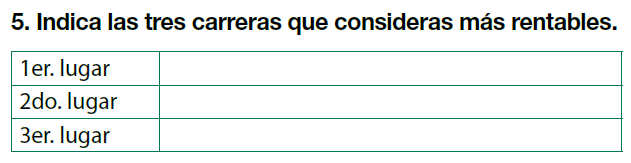 5. Indica las tres carreras que consideras más rentables.
1er. lugar
2do. lugar
3er. lugar